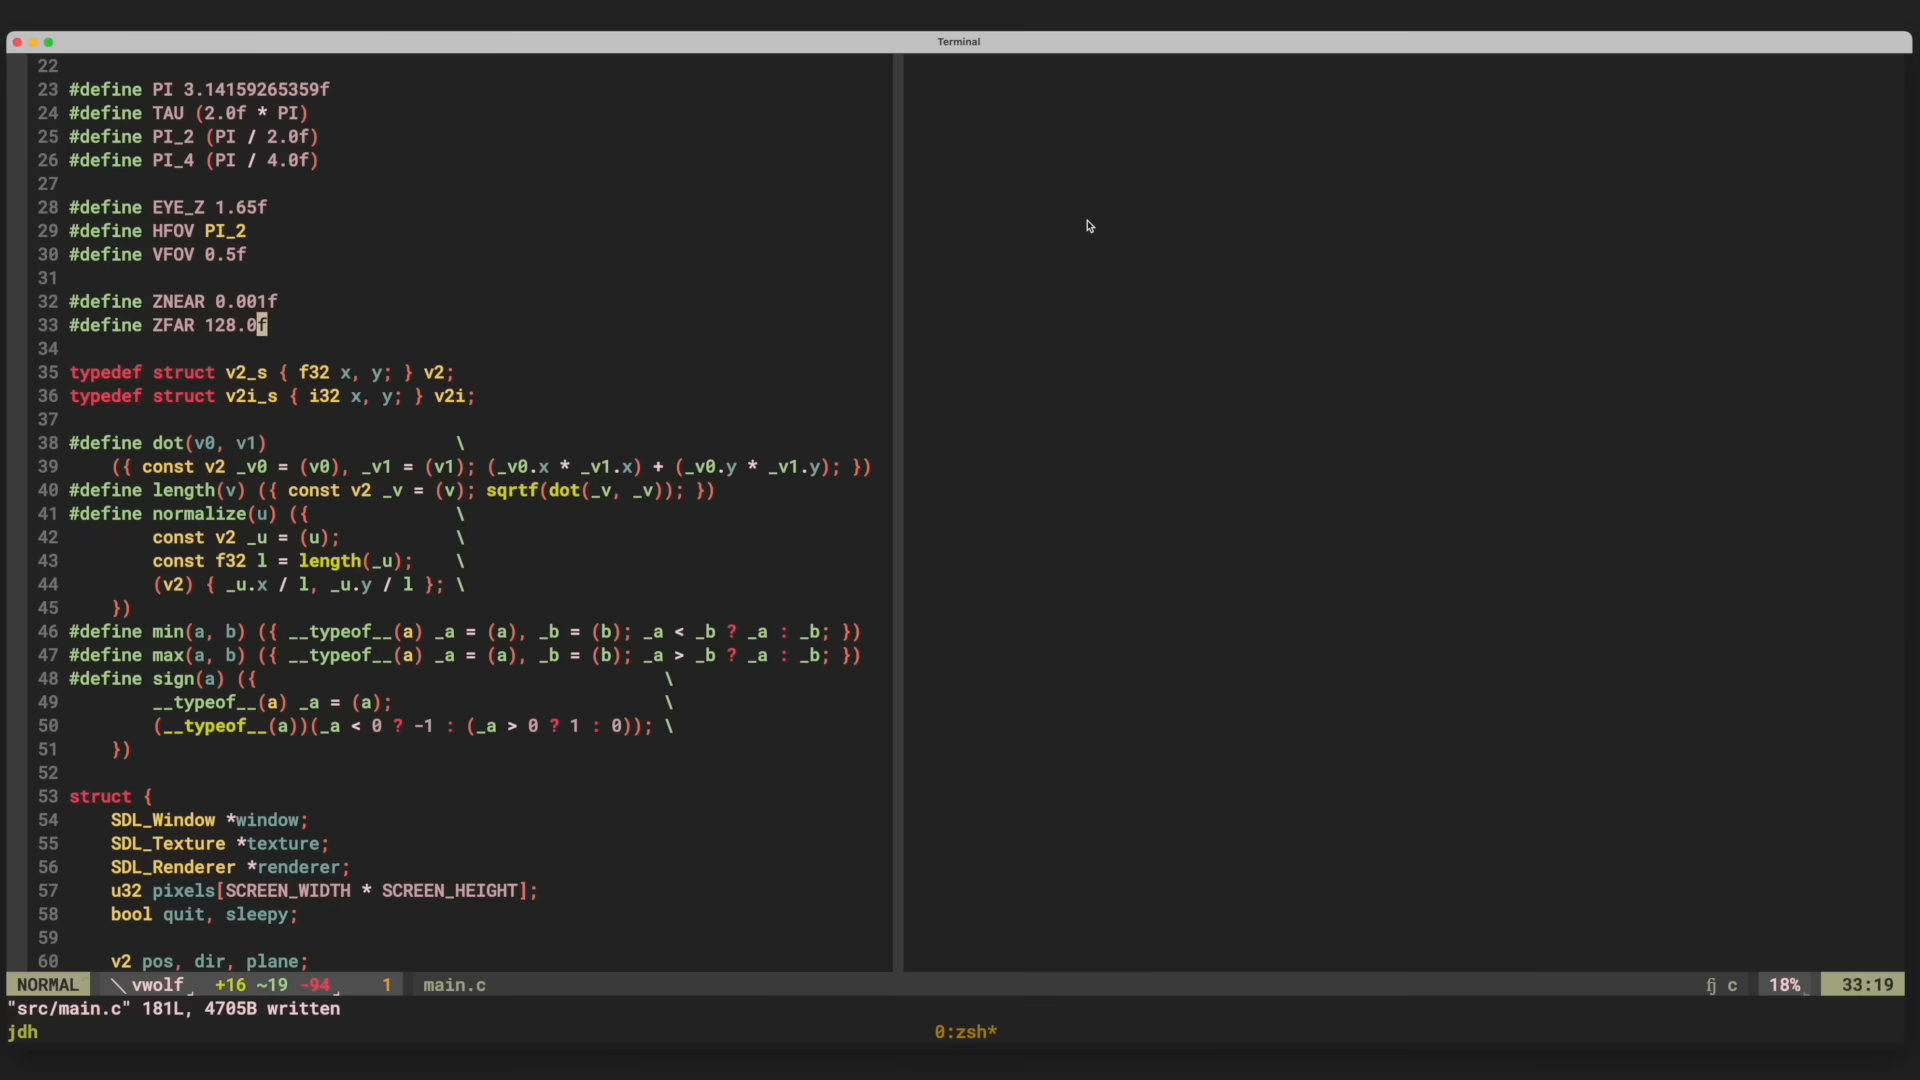 Terminal
22
23 #define PI 3.14159265359f
24 #define TAU (2.0f * PI)
25 #define PI_2 (PI / 2.0f)
26 #define PI_4 (PI / 4.0f)
27
28 #define EYE_Z 1.65f
29 #define HFOV PI_2
30 #define VFOV 0.5f
31
32 #define ZNEAR 0.001f
33 #define ZFAR 128.0f
34
35 typedef struct v2_s { f32 x, y; } v2;
36 typedef struct v2i_s { i32 x, y; } v2i;
37
38 #define dot(v0, v1)                  \
39     ({ const v2 _v0 = (v0), _v1 = (v1); (_v0.x * _v1.x) + (_v0.y * _v1.y); })
40 #define length(v) ({ const v2 _v = (v); sqrtf(dot(_v, _v)); })
41 #define normalize(u) ({              \
42         const v2 _u = (u);           \
43         const f32 l = length(_u);    \
44         (v2) { _u.x / l, _u.y / l }; \
45     })
46 #define min(a, b) ({ __typeof__(a) _a = (a), _b = (b); _a < _b ? _a : _b; })
47 #define max(a, b) ({ __typeof__(a) _a = (a), _b = (b); _a > _b ? _a : _b; })
48 #define sign(a) ({                                       \
49         __typeof__(a) _a = (a);                          \
50         (__typeof__(a))(_a < 0 ? -1 : (_a > 0 ? 1 : 0)); \
51     })
52
53 struct {
54     SDL_Window *window;
55     SDL_Texture *texture;
56     SDL_Renderer *renderer;
57     u32 pixels[SCREEN_WIDTH * SCREEN_HEIGHT];
58     bool quit, sleepy;
59
60     v2 pos, dir, plane;
NORMAL vwolf +16 ~19 -94 1 main.c c 18% 33:19
"src/main.c" 181L, 4705B written
jdh 0:zsh*